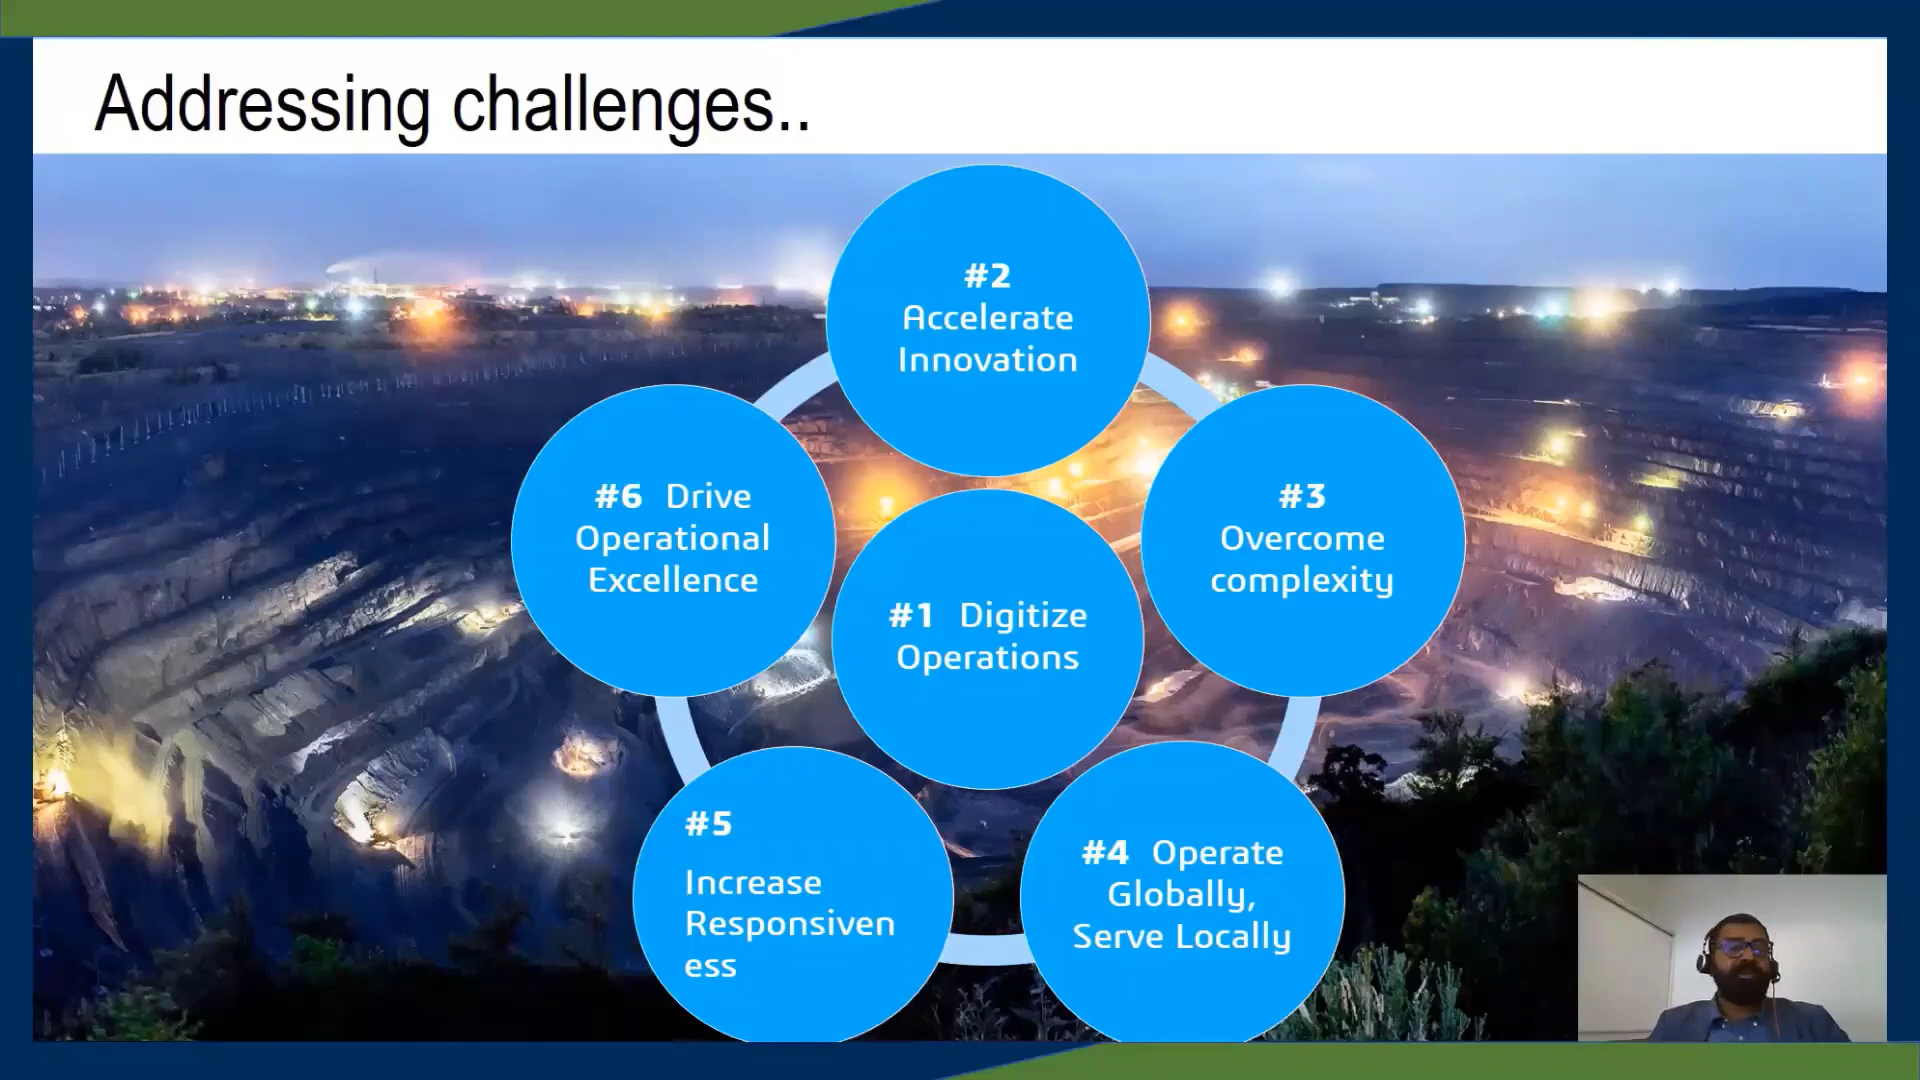 Addressing challenges..
#2
Accelerate
Innovation
#6 Drive
Operational
Excellence
#3
Overcome
complexity
#1 Digitize
Operations
#5
Increase
Responsiven
ess
#4 Operate
Globally,
Serve Locally